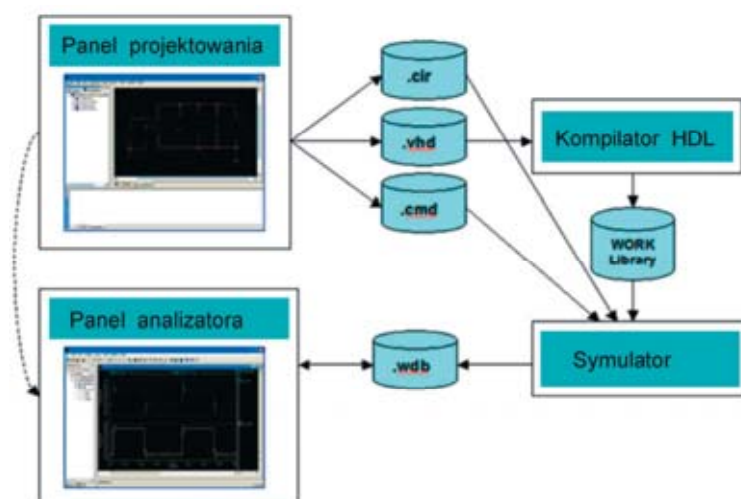 Panel projektowania
.cir
.vhd
.cmd
Kompilator HDL
WORK
Library
Panel analizatora
.wdb
Symulator